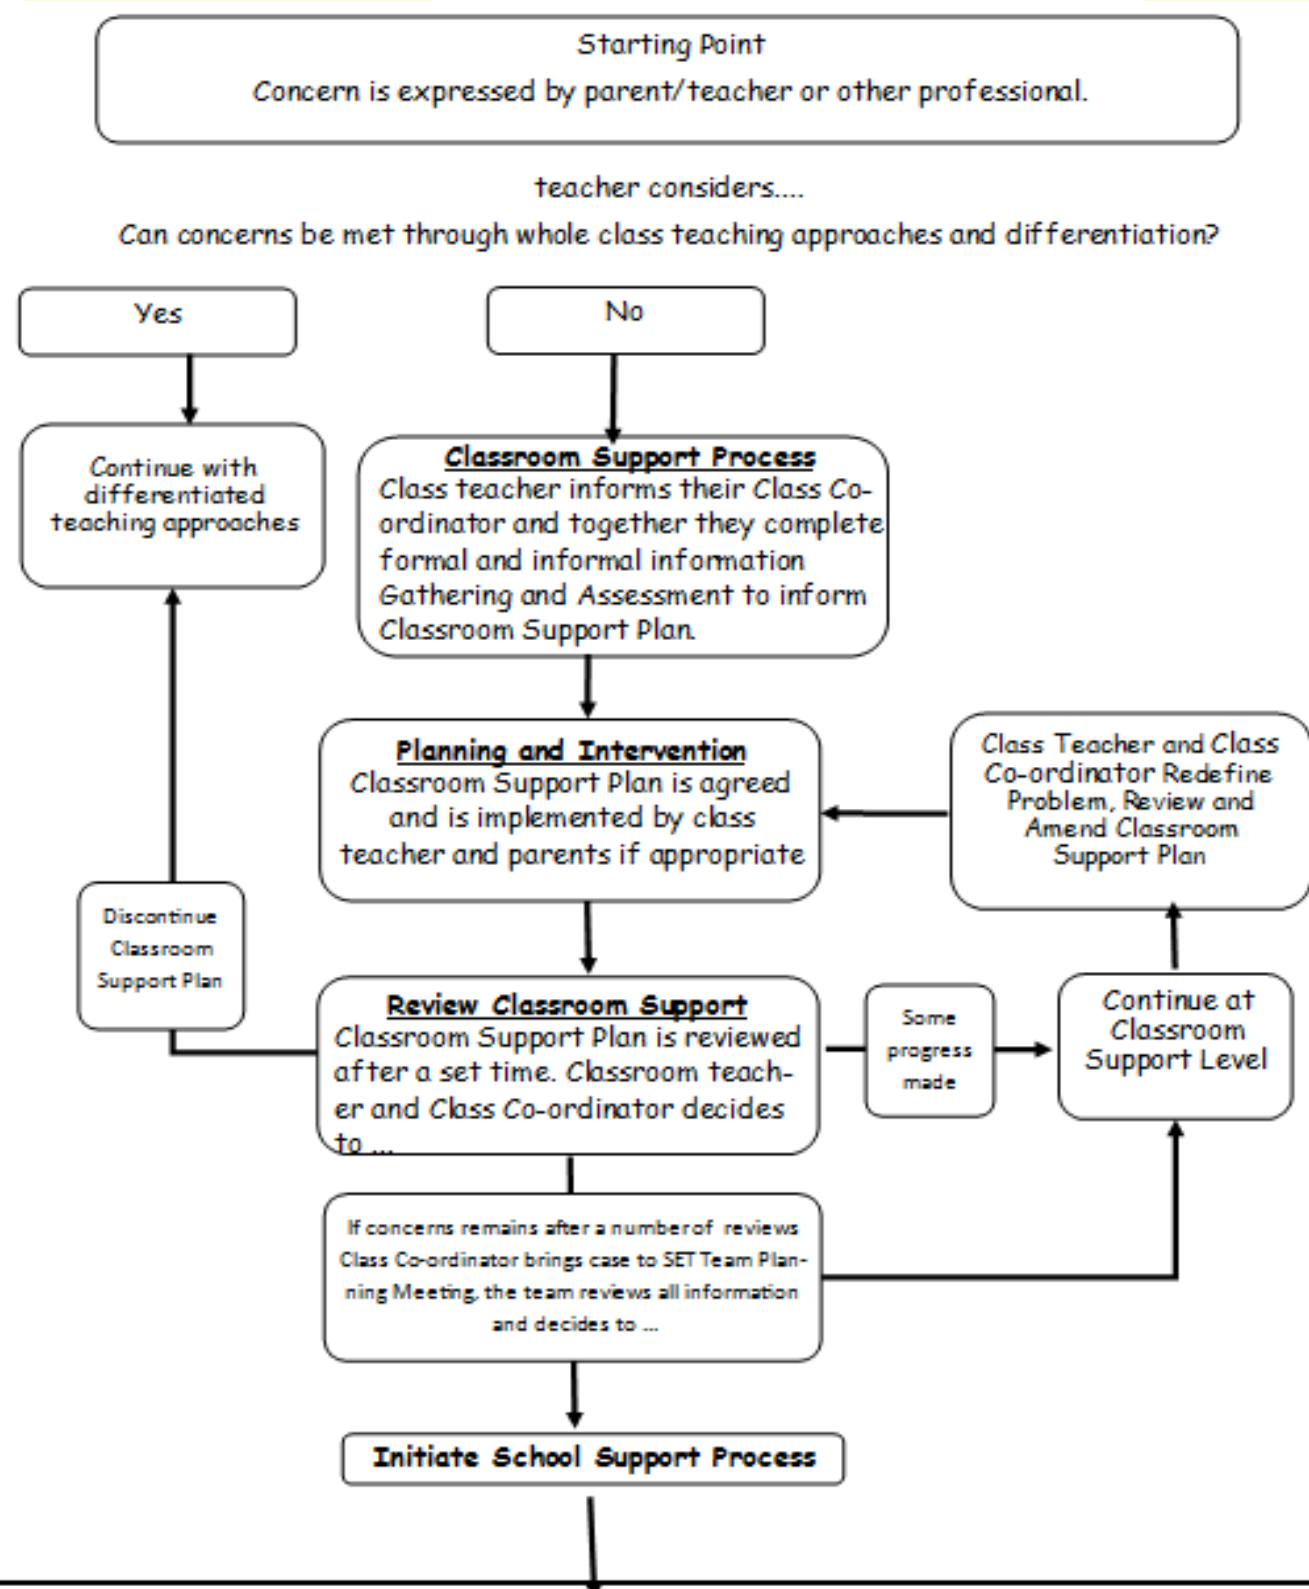 Starting Point
Concern is expressed by parent/teacher or other professional.
teacher considers....
Can concerns be met through whole class teaching approaches and differentiation?
Yes
No
Continue with
differentiated
teaching approaches
Classroom Support Process
Class teacher informs their Class Co-
ordinator and together they complete
formal and informal information
Gathering and Assessment to inform
Classroom Support Plan.
Planning and Intervention
Classroom Support Plan is agreed
and is implemented by class
teacher and parents if appropriate
Class Teacher and Class
Co-ordinator Redefine
Problem, Review and
Amend Classroom
Support Plan
Discontinue
Classroom
Support Plan
Review Classroom Support
Classroom Support Plan is reviewed
after a set time. Classroom teach-
er and Class Co-ordinator decides
to ...
Some
progress
made
Continue at
Classroom
Support Level
If concerns remains after a number of reviews
Class Co-ordinator brings case to SET Team Plan-
ning Meeting, the team reviews all information
and decides to ...
Initiate School Support Process